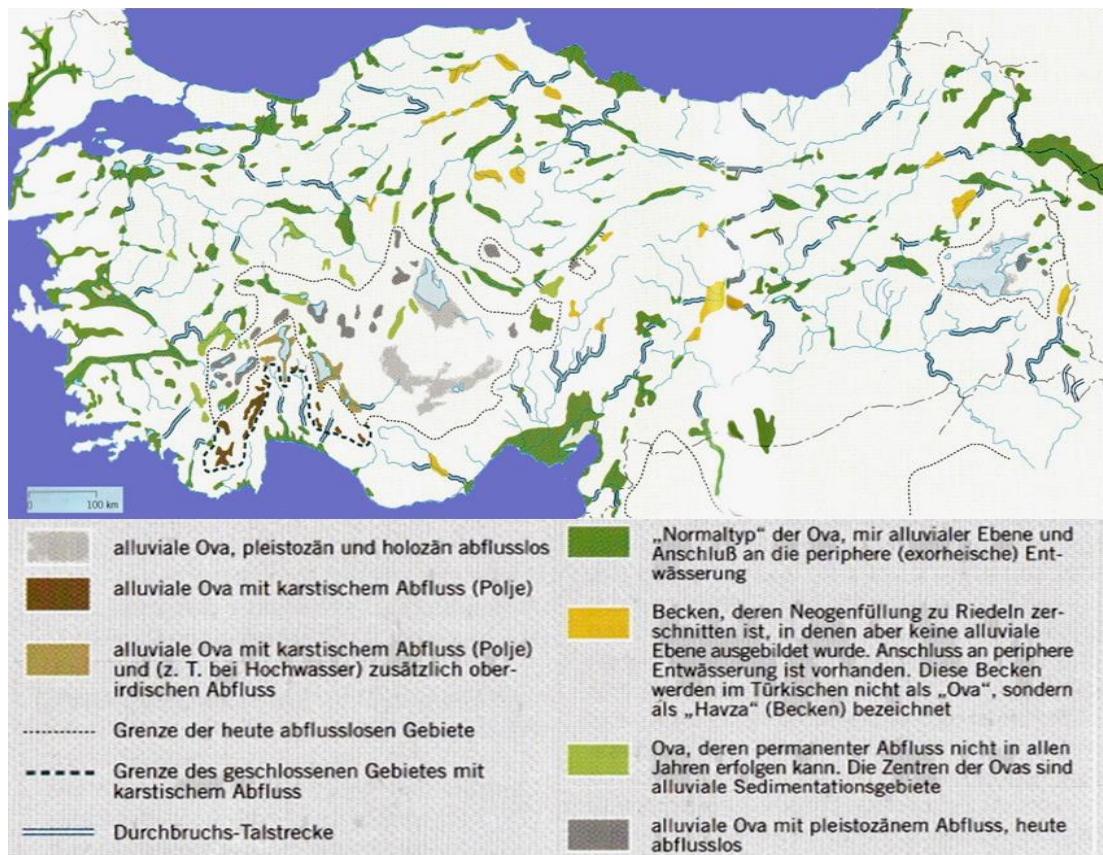 0 100 km
alluviale Ova, pleistozän und holozän abflusslos
alluviale Ova mit karstischem Abfluss (Polje)
alluviale Ova mit karstischem Abfluss (Polje)
und (z. T. bei Hochwasser) zusätzlich ober-
irdischen Abfluss
Grenze der heute abflusslosen Gebiete
Grenze des geschlossenen Gebietes mit
karstischem Abfluss
Durchbruchs-Talstrecke
„Normaltyp“ der Ova, mir alluvialer Ebene und
Anschluß an die periphere (exorheische) Ent-
wässerung
Becken, deren Neogenfüllung zu Riedeln zer-
schnitten ist, in denen aber keine alluviale
Ebene ausgebildet wurde. Anschluss an periphere
Entwässerung ist vorhanden. Diese Becken
werden im Türkischen nicht als „Ova“, sondern
als „Havza“ (Becken) bezeichnet
Ova, deren permanenter Abfluss nicht in allen
Jahren erfolgen kann. Die Zentren der Ovas sind
alluviale Sedimentationsgebiete
alluviale Ova mit pleistozänem Abfluss, heute
abflusslos